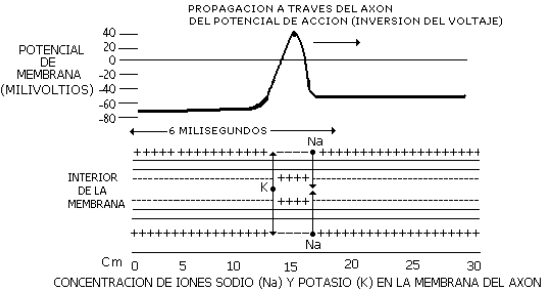 PROPAGACION A TRAVES DEL AXON
DEL POTENCIAL DE ACCION (INVERSION DEL VOLTAJE)
POTENCIAL
DE
MEMBRANA
(MILIVOLTIOS)
40
20
0
-20
-40
-60
-80
6 MILISEGUNDOS
Na
+++++++++++++++++ ----- ++++++++++++++++++++
INTERIOR
DE LA
MEMBRANA
K
++++
++++
Na
Cm 0 5 10 15 20 25 30
CONCENTRACION DE IONES SODIO (Na) Y POTASIO (K) EN LA MEMBRANA DEL AXON